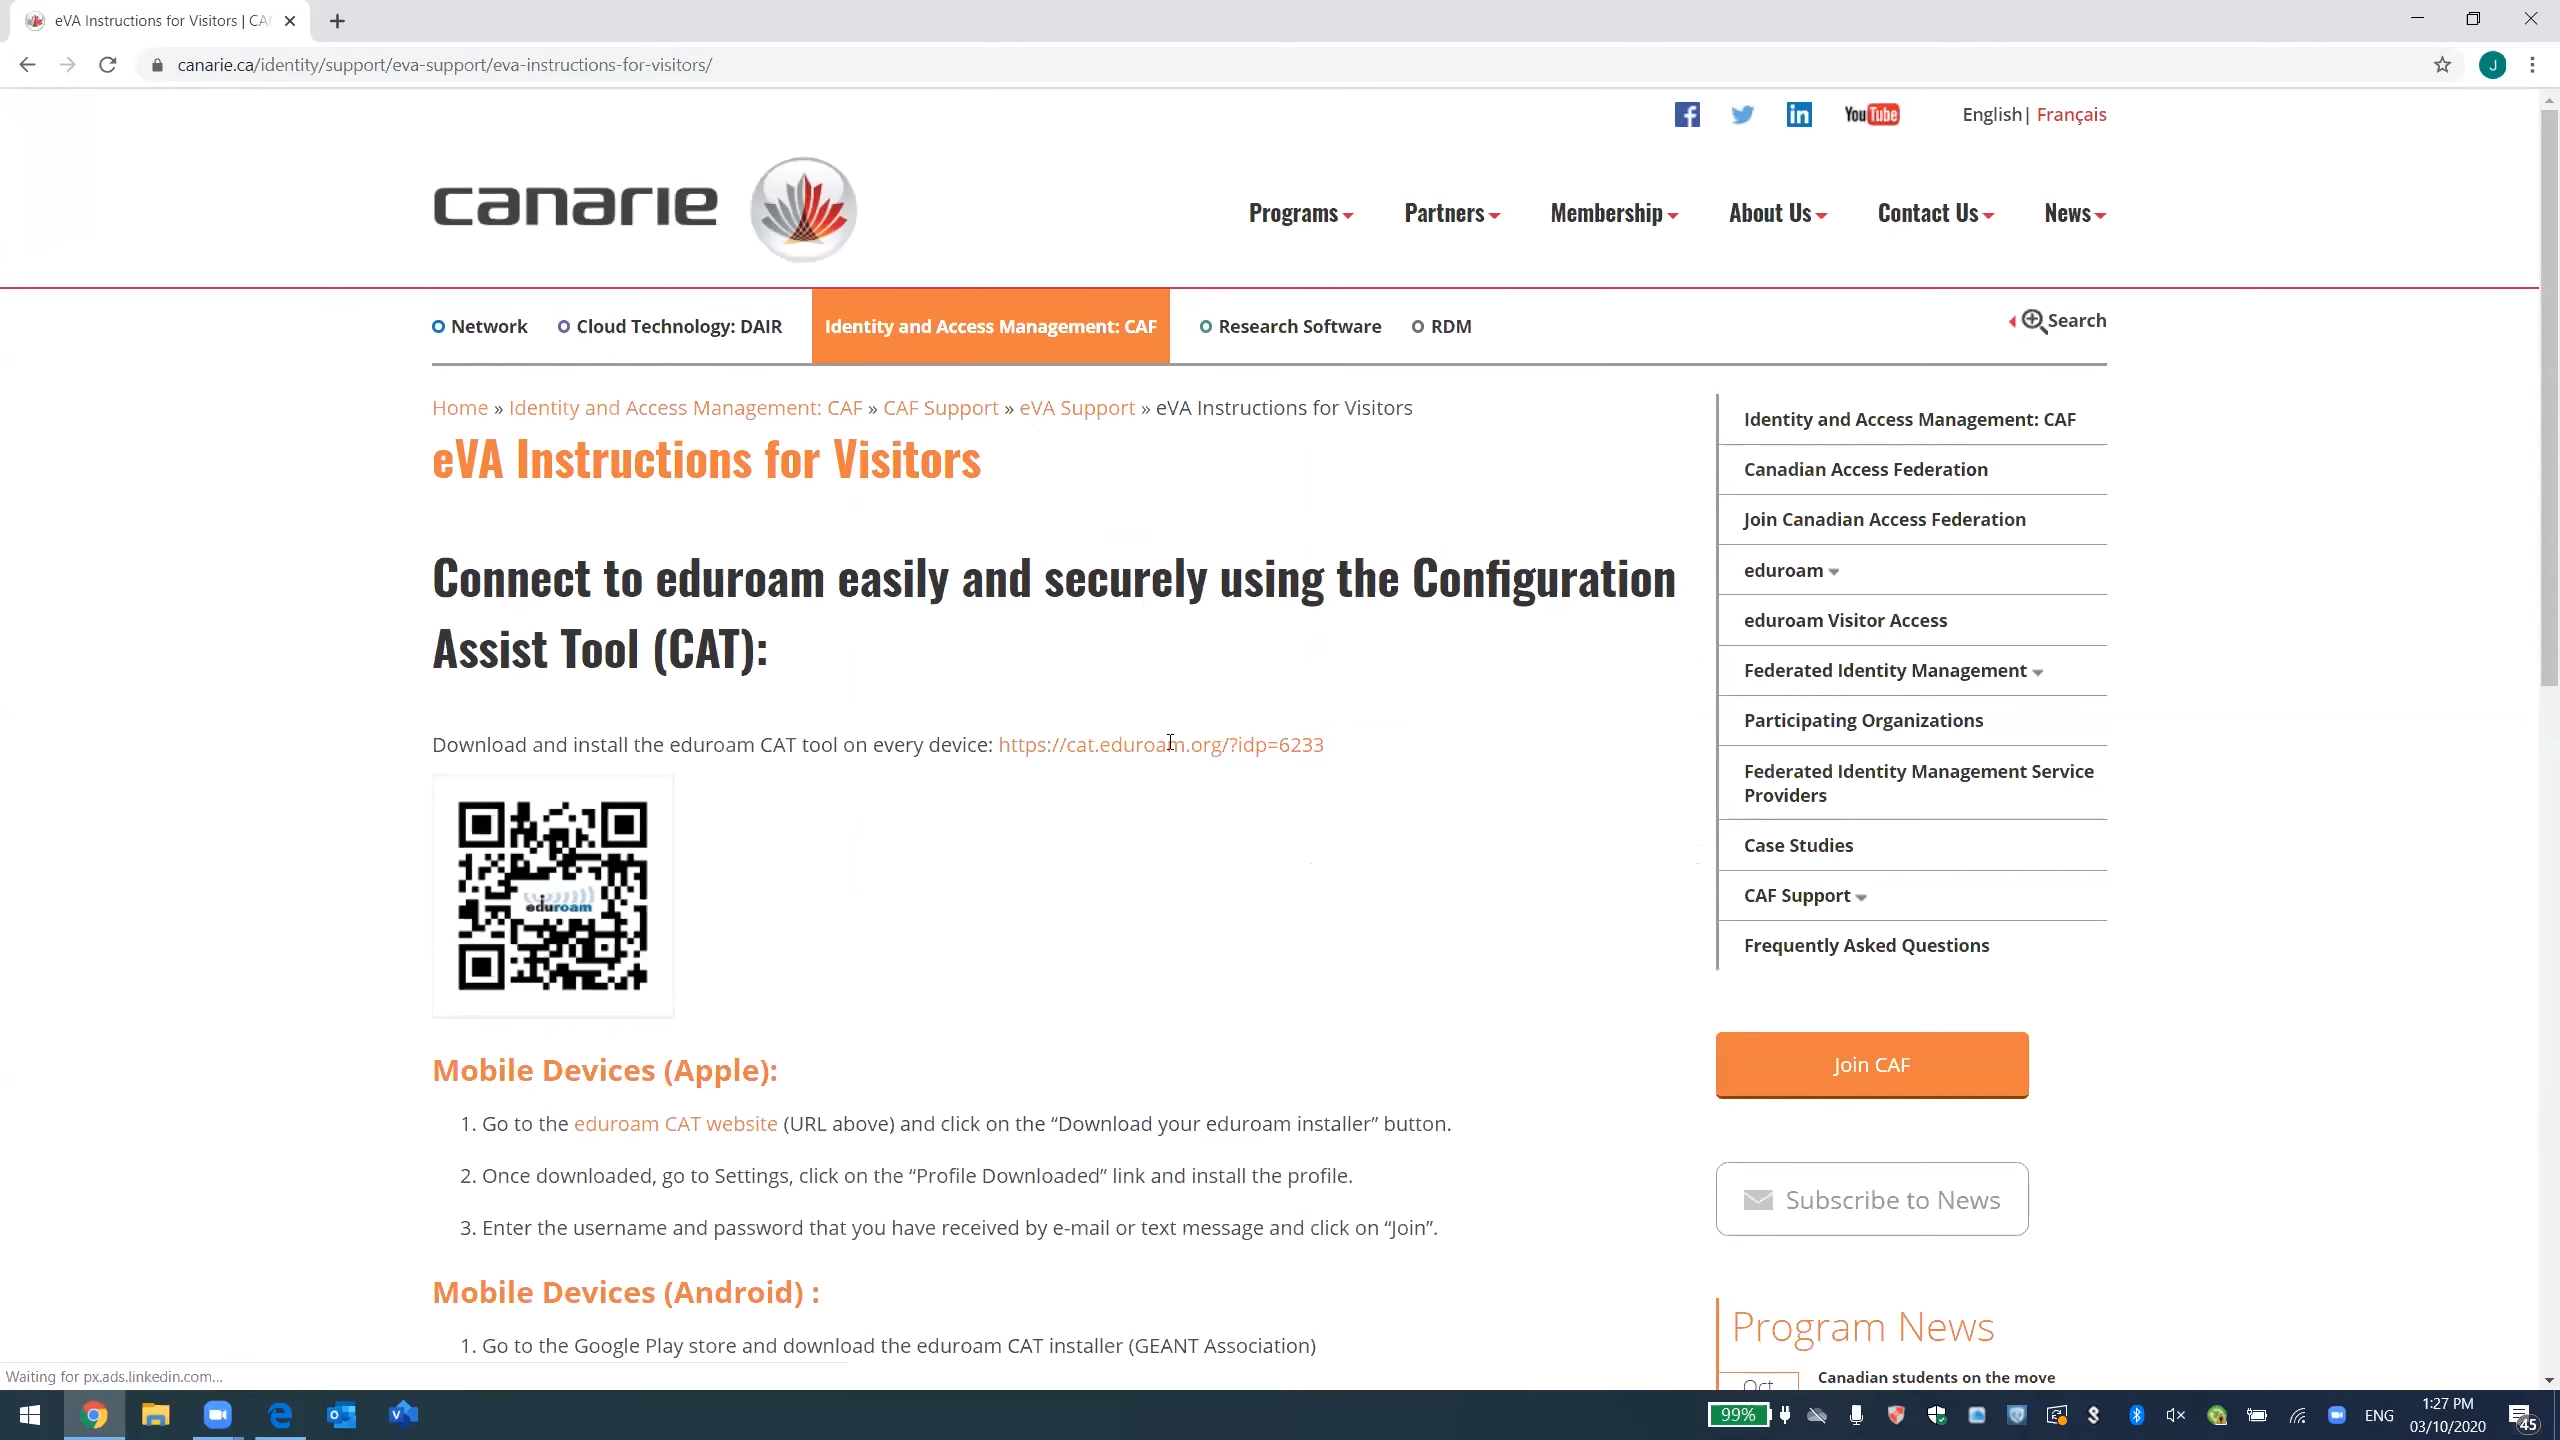 eVA Instructions for Visitors | CA
canarie.ca/identity/support/eva-support/eva-instructions-for-visitors/
J
f
in
YouTube
English| Français
canarie
Programs
Partners
Membership
About Us
Contact Us
News
Network
Cloud Technology: DAIR
Identity and Access Management: CAF
Research Software
RDM
Search
Home » Identity and Access Management: CAF » CAF Support » eVA Support » eVA Instructions for Visitors
eVA Instructions for Visitors
Connect to eduroam easily and securely using the Configuration
Assist Tool (CAT):
Download and install the eduroam CAT tool on every device: https://cat.eduroam.org/?idp=6233
eduroam
Mobile Devices (Apple):
1. Go to the eduroam CAT website (URL above) and click on the “Download your eduroam installer” button.
2. Once downloaded, go to Settings, click on the “Profile Downloaded” link and install the profile.
3. Enter the username and password that you have received by e-mail or text message and click on “Join”.
Mobile Devices (Android) :
1. Go to the Google Play store and download the eduroam CAT installer (GEANT Association)
Identity and Access Management: CAF
Canadian Access Federation
Join Canadian Access Federation
eduroam
eduroam Visitor Access
Federated Identity Management
Participating Organizations
Federated Identity Management Service
Providers
Case Studies
CAF Support
Frequently Asked Questions
Join CAF
Subscribe to News
Program News
Oct
Canadian students on the move
Waiting for px.ads.linkedin.com...
99%
ENG
1:27 PM
03/10/2020
45